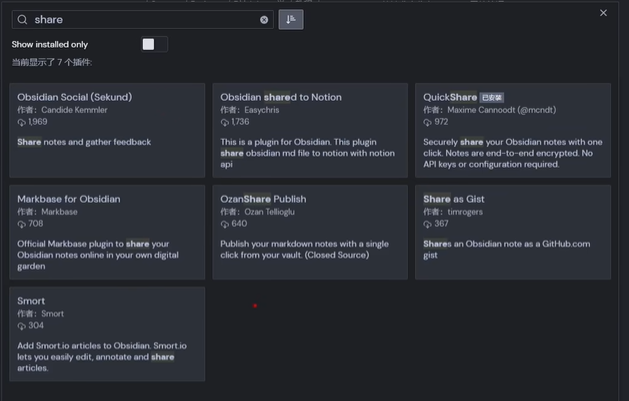 share
Show installed only
当前显示了 7 个插件:
Obsidian Social (Sekund)
作者：Candide Kemmler
1,969
Share notes and gather feedback
Obsidian shared to Notion
作者：Easychris
1,736
This is a plugin for Obsidian. This plugin
share obsidian md file to notion with notion
api
QuickShare 已安装
作者：Maxime Cannoodt (@mcndt)
972
Securely share your Obsidian notes with one
click. Notes are end-to-end encrypted. No
API keys or configuration required.
Markbase for Obsidian
作者：Markbase
708
Official Markbase plugin to share your
Obsidian notes online in your own digital
garden
OzanShare Publish
作者：Ozan Tellioglu
640
Publish your markdown notes with a single
click from your vault. (Closed Source)
Share as Gist
作者：timrogers
367
Shares an Obsidian note as a GitHub.com
gist
Smort
作者：Smort
304
Add Smort.io articles to Obsidian. Smort.io
lets you easily edit, annotate and share
articles.